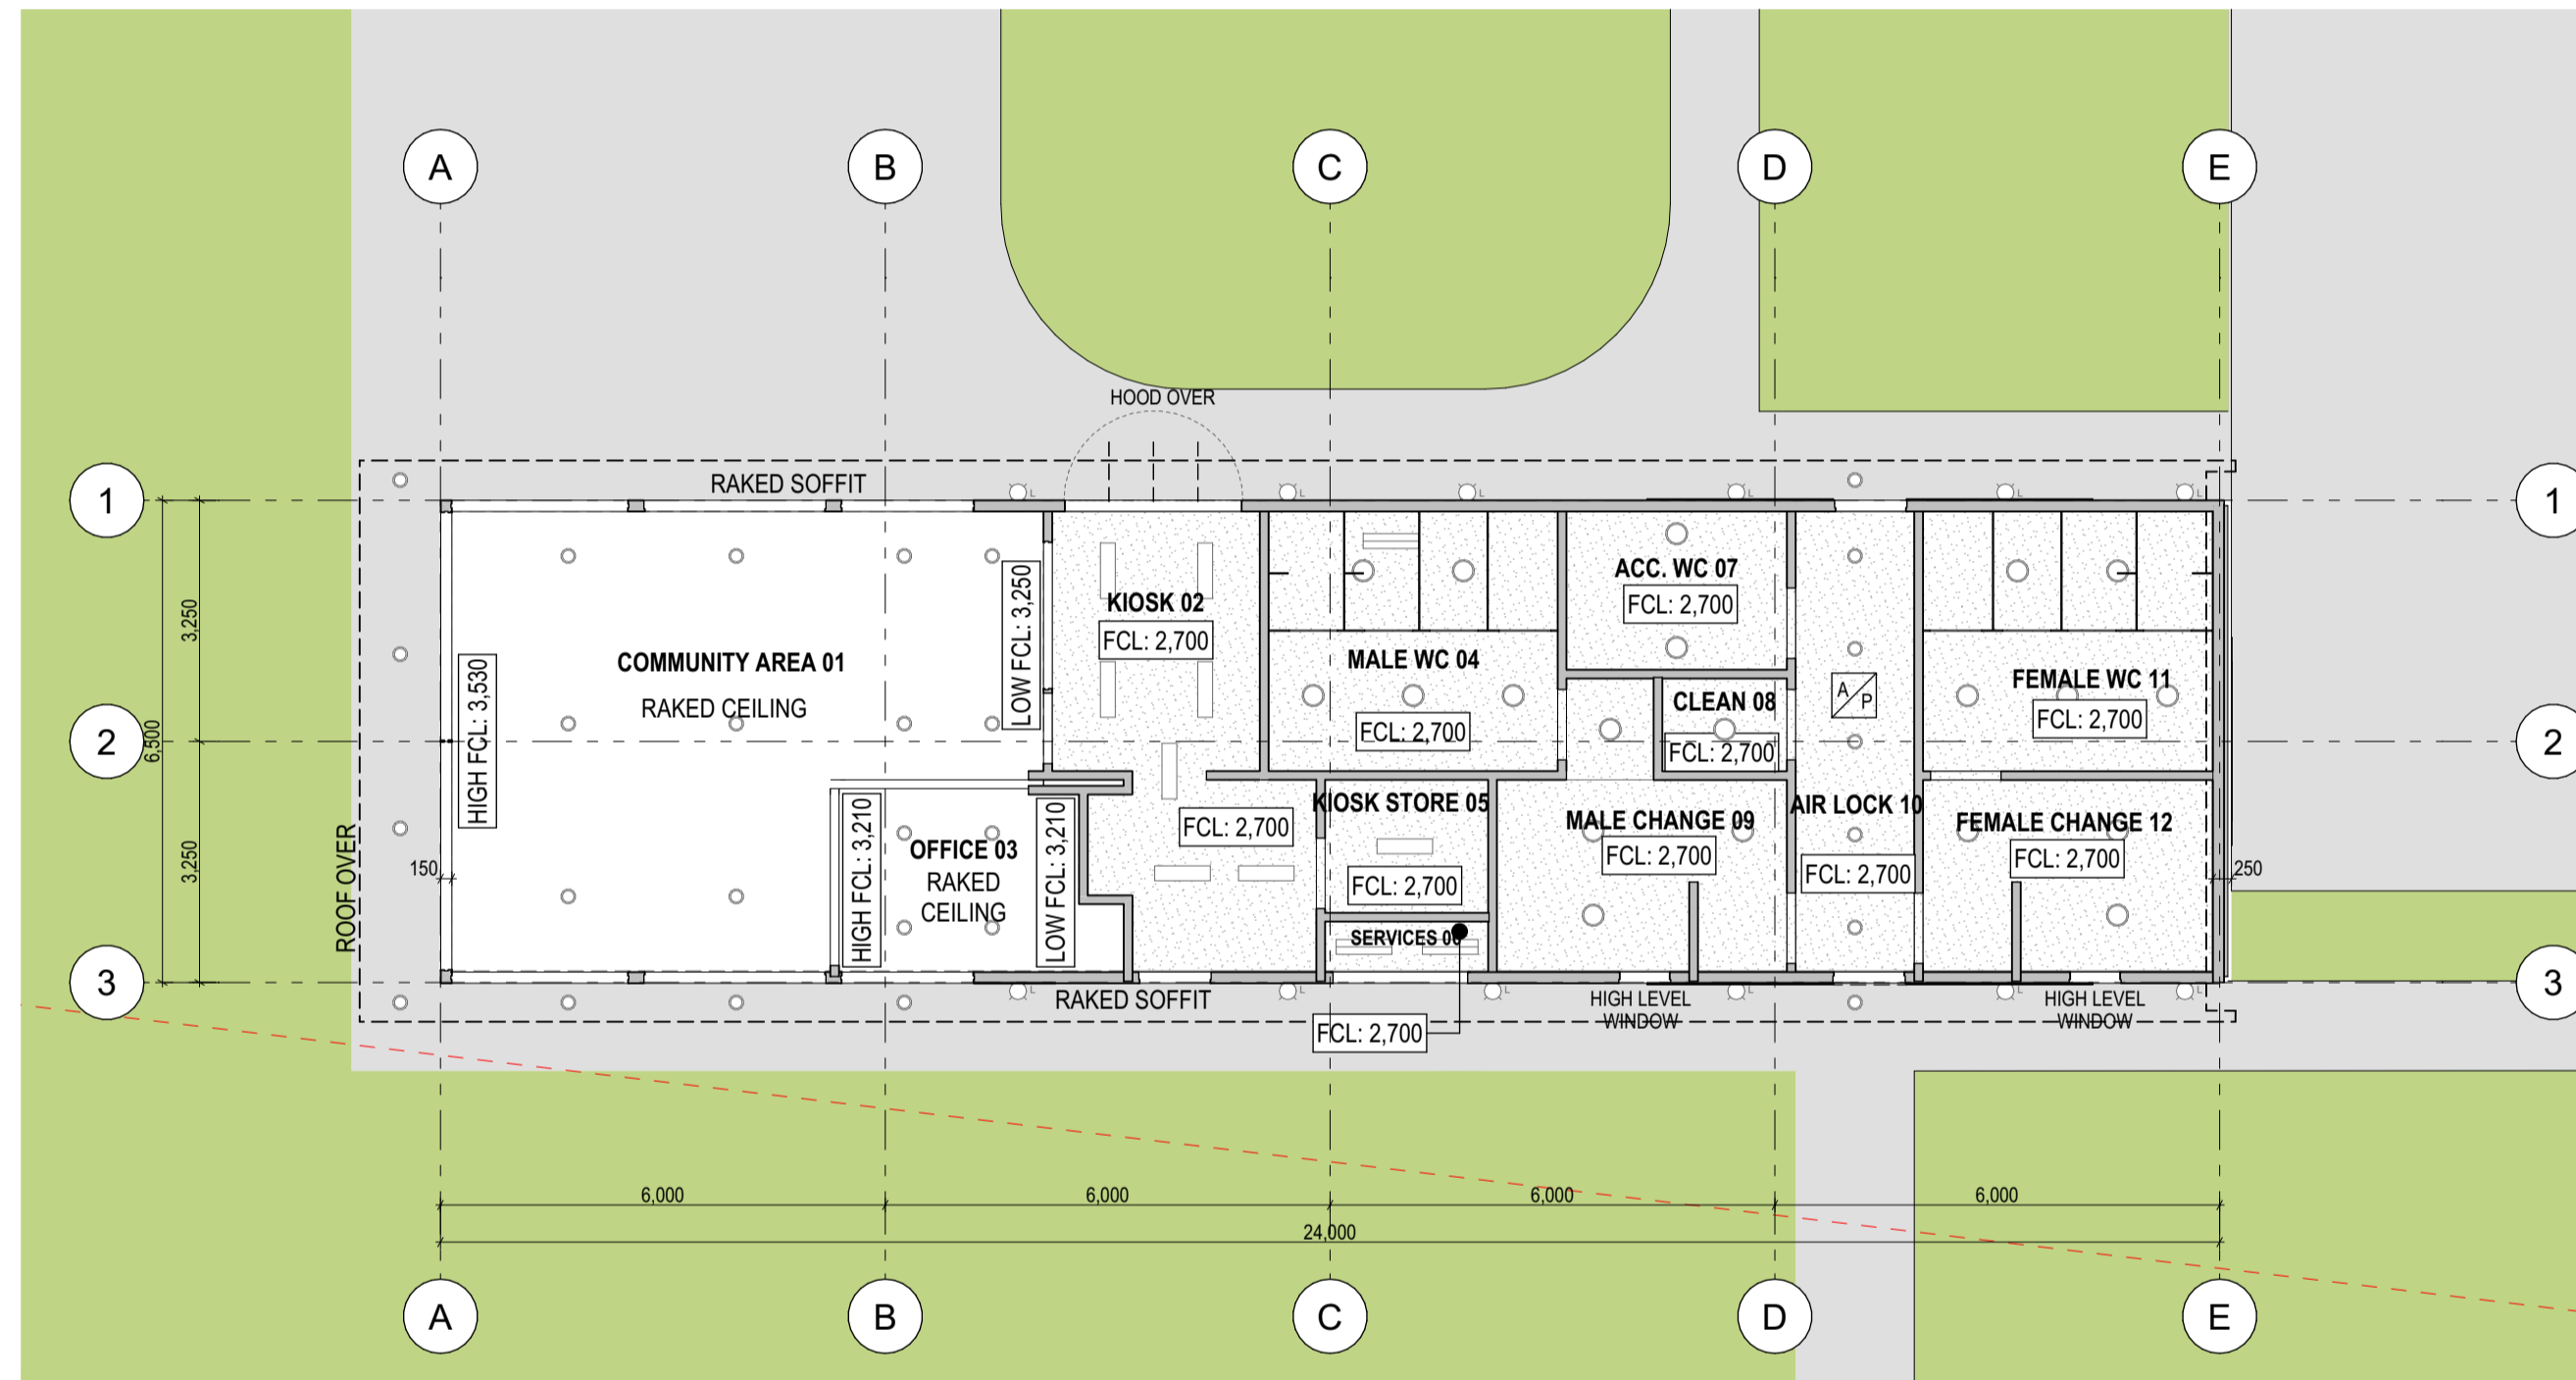 A
B
C
D
E
HOOD OVER
RAKED SOFFIT
L
L
L
L
L
L
1
1
3,250
LOW FCL: 3,250
KIOSK 02
FCL: 2,700
ACC. WC 07
FCL: 2,700
COMMUNITY AREA 01
RAKED CEILING
HIGH FCL: 3,530
MALE WC 04
FCL: 2,700
CLEAN 08
FCL: 2,700
A
P
FEMALE WC 11
FCL: 2,700
2
6,500
2
3,250
ROOF OVER
150
HIGH FCL: 3,210
OFFICE 03
RAKED
CEILING
LOW FCL: 3,210
FCL: 2,700
KIOSK STORE 05
FCL: 2,700
SERVICES 06
MALE CHANGE 09
FCL: 2,700
AIR LOCK 10
FCL: 2,700
FEMALE CHANGE 12
FCL: 2,700
250
3
3
L
L
L
L
L
L
RAKED SOFFIT
HIGH LEVEL
WINDOW
HIGH LEVEL
WINDOW
FCL: 2,700
6,000
6,000
6,000
6,000
24,000
A
B
C
D
E